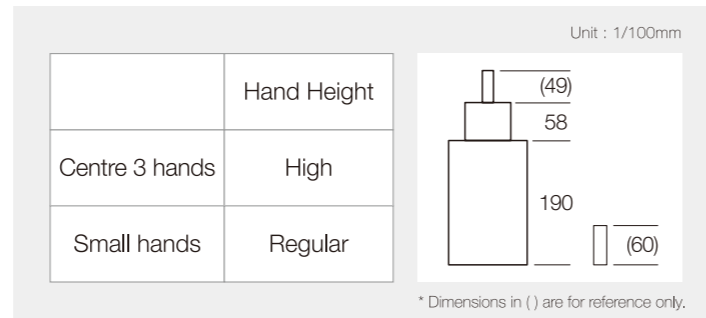 Unit : 1/100mm
Hand Height
Centre 3 hands High
Small hands Regular
(49)
58
190
(60)
* Dimensions in ( ) are for reference only.